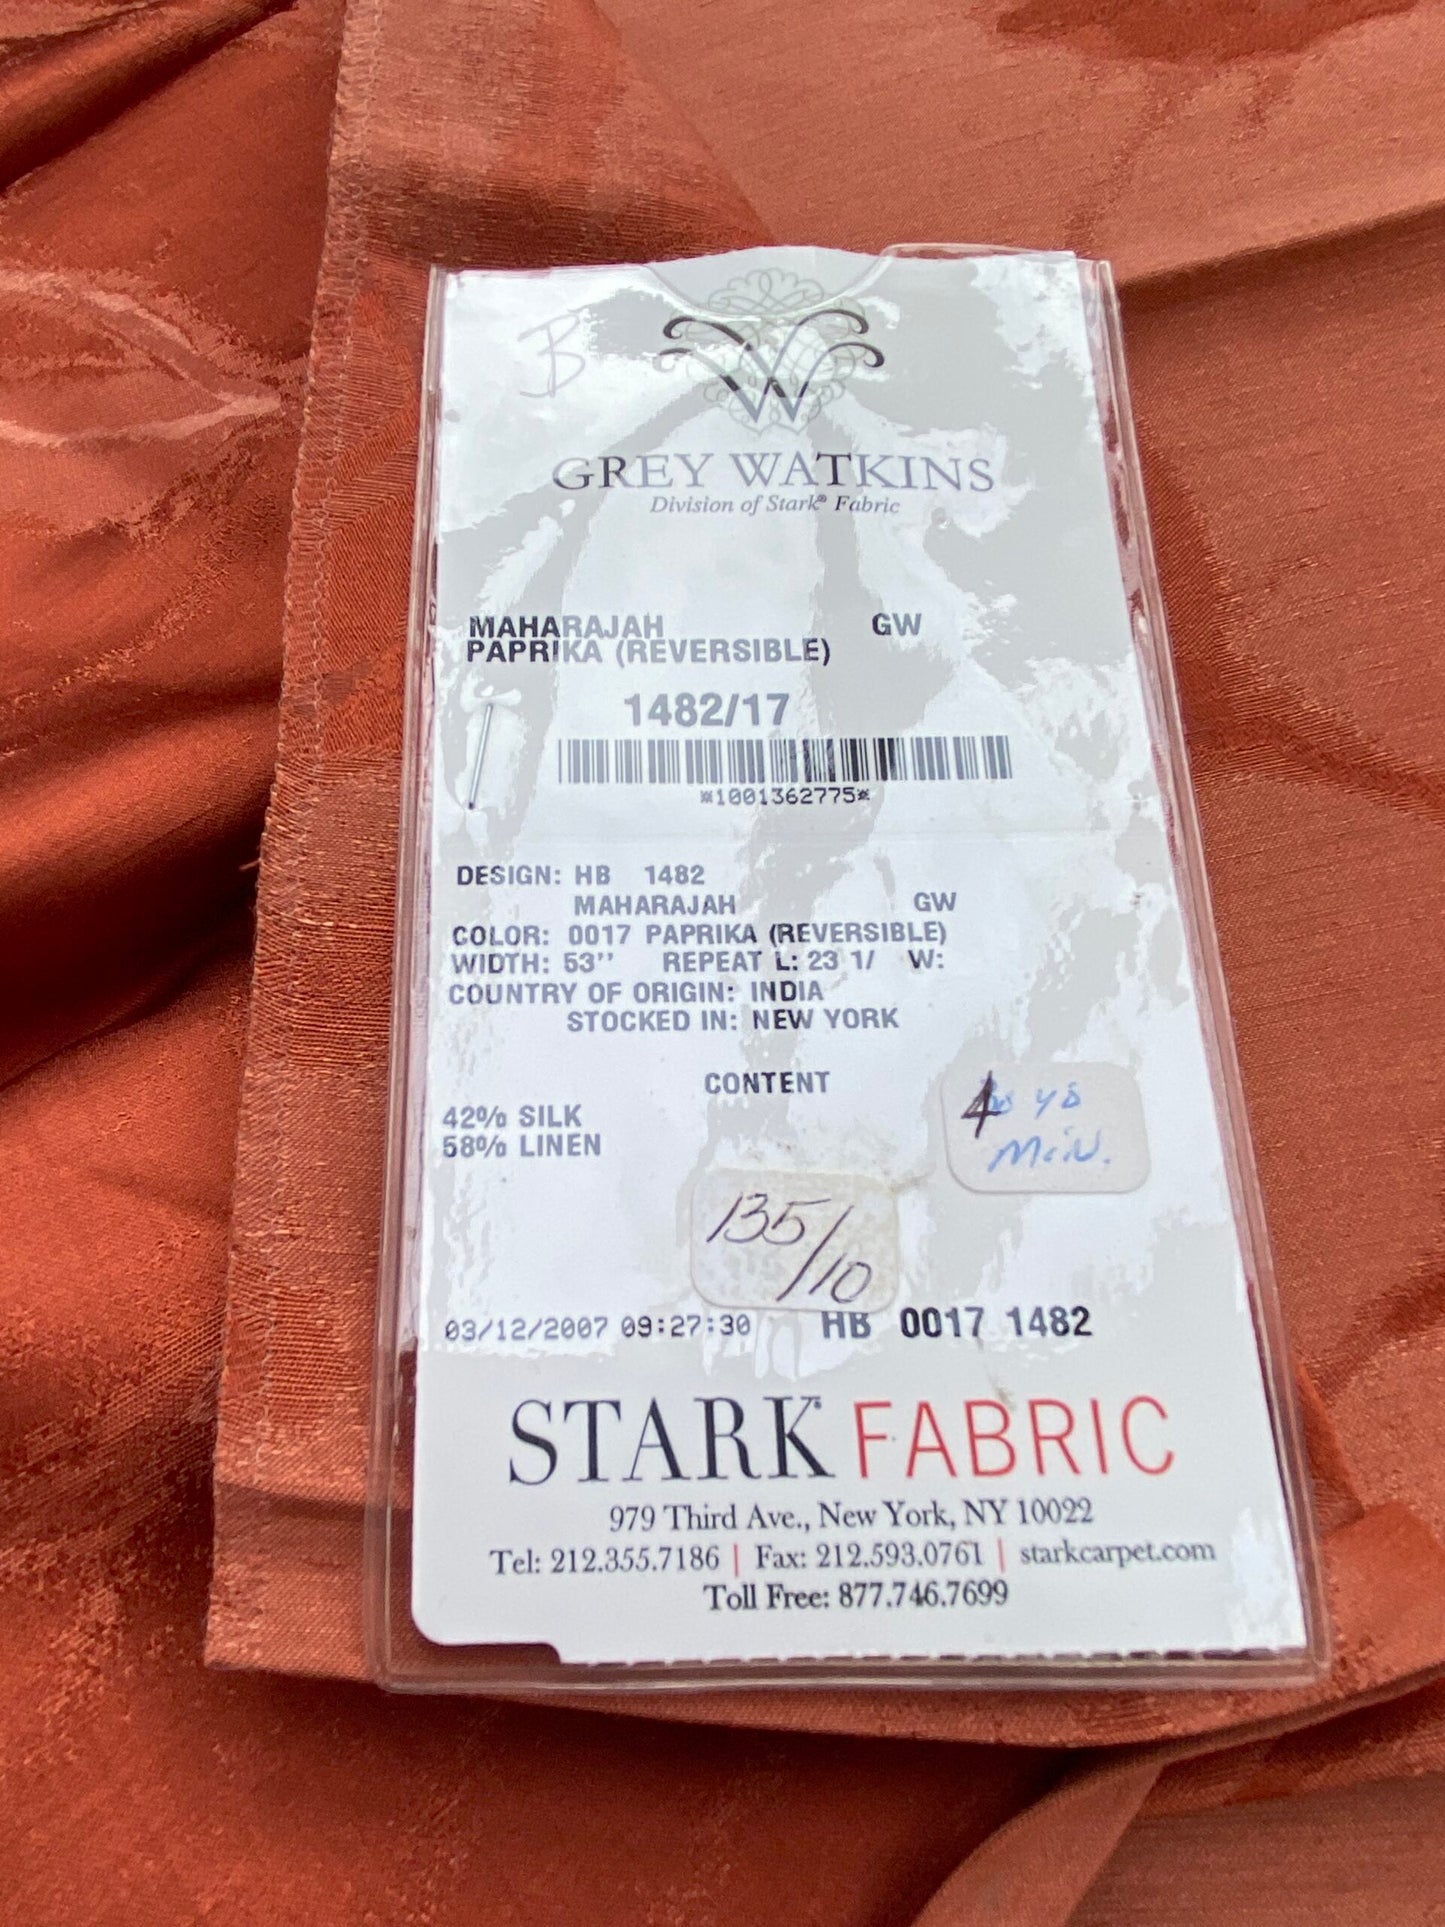 B
W
GREY WATKINS
Division of Stark® Fabric
MAHARAJAH GW
PAPRIKA (REVERSIBLE)
1482/17
*1001362775*
DESIGN: HB 1482
MAHARAJAH GW
COLOR: 0017 PAPRIKA (REVERSIBLE)
WIDTH: 53'' REPEAT L: 23 1/ W:
COUNTRY OF ORIGIN: INDIA
STOCKED IN: NEW YORK
CONTENT
42% SILK
58% LINEN
4 yd
Min.
135/10
03/12/2007 09:27:30 HB 0017 1482
STARK FABRIC
979 Third Ave., New York, NY 10022
Tel: 212.355.7186 | Fax: 212.593.0761 | starkcarpet.com
Toll Free: 877.746.7699